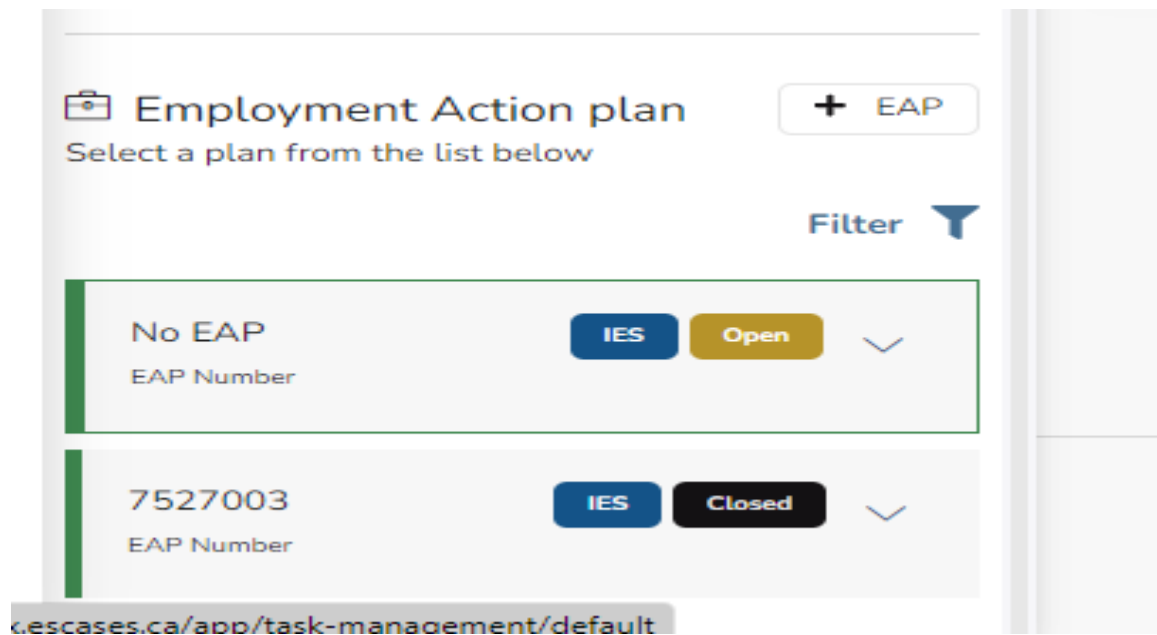 Employment Action plan
+ EAP
Select a plan from the list below
Filter
No EAP
IES
Open
EAP Number
7527003
IES
Closed
EAP Number
.escases.ca/app/task-management/default